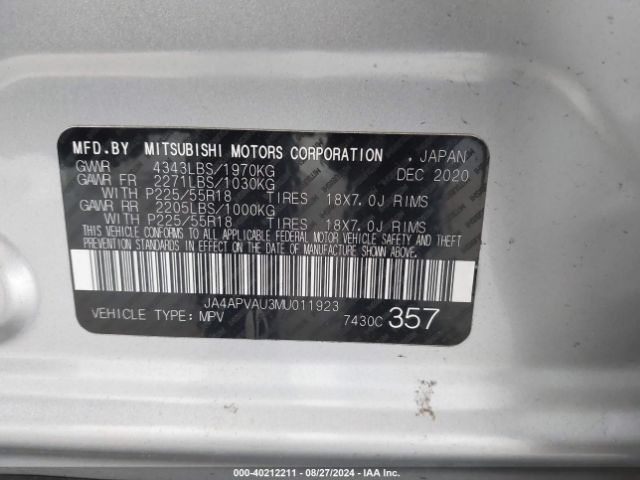 MFD.BY MITSUBISHI MOTORS CORPORATION , JAPAN
GVWR 4343LBS/1970KG DEC 2020
GAWR FR 2271LBS/1030KG
WITH P225/55R18 TIRES 18X7.0J RIMS
GAWR RR 2205LBS/1000KG
WITH P225/55R18 TIRES 18X7.0J RIMS
THIS VEHICLE CONFORMS TO ALL APPLICABLE FEDERAL MOTOR VEHICLE SAFETY AND THEFT
PREVENTION STANDARDS IN EFFECT ON THE DATE OF MANUFACTURE SHOWN ABOVE.
JA4APVAU3MU011923
VEHICLE TYPE:MPV 7430C 357
000-40212211 - 08/27/2024 - IAA, Inc.